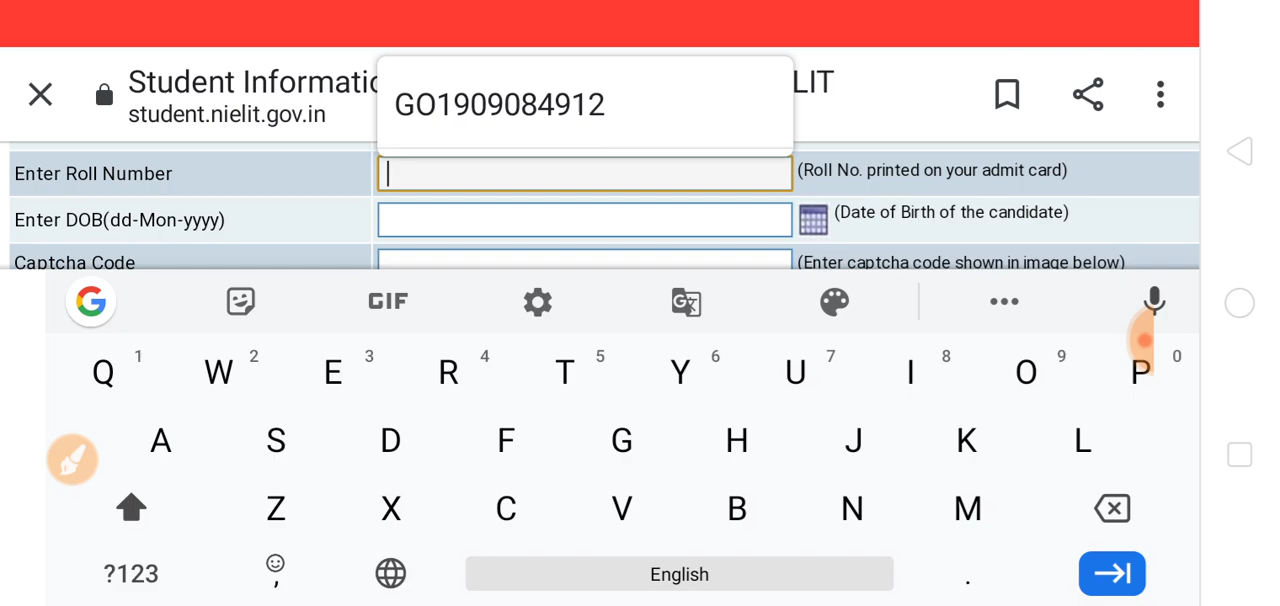 Student Informatic LIT
student.nielit.gov.in
GO1909084912
Enter Roll Number (Roll No. printed on your admit card)
Enter DOB(dd-Mon-yyyy) (Date of Birth of the candidate)
Captcha Code (Enter captcha code shown in image below)
G GIF G
Q 1 W 2 E 3 R 4 T 5 Y 6 U 7 I 8 O 9 P 0
A S D F G H J K L
Z X C V B N M
?123 , English .